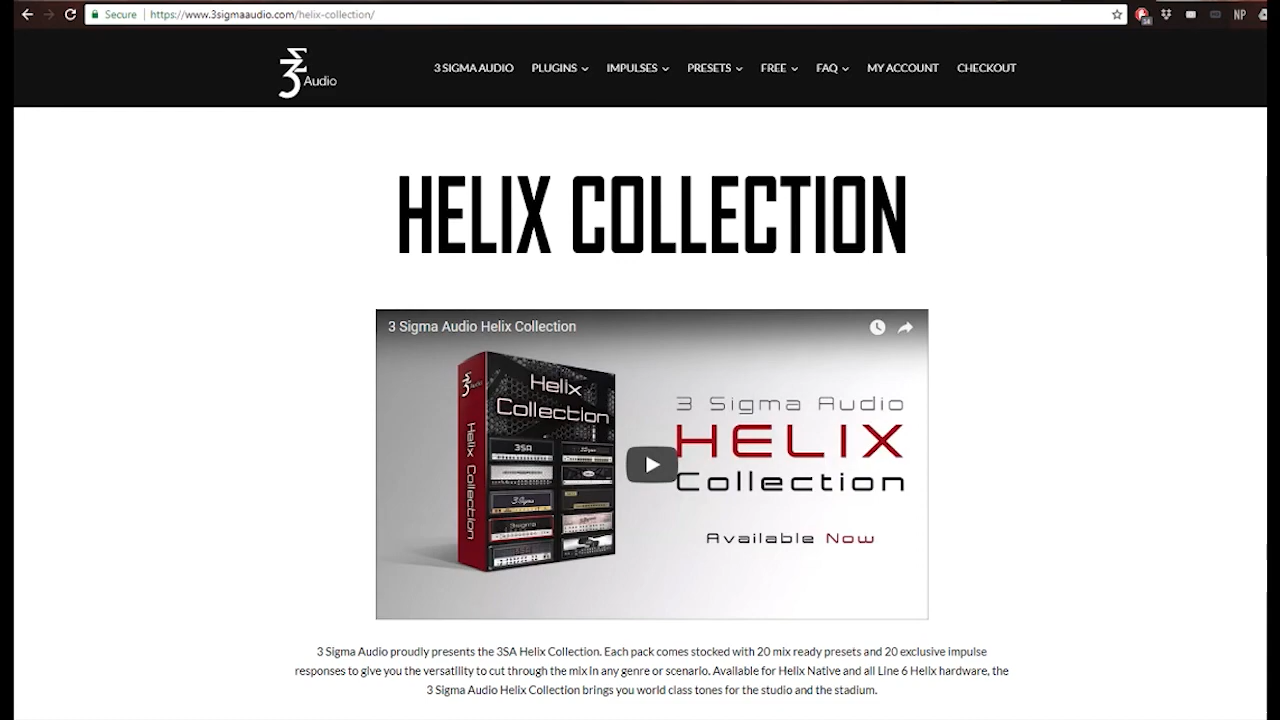 Secure https://www.3sigmaaudio.com/helix-collection/
NP
3 Audio
3 SIGMA AUDIO PLUGINS IMPULSES PRESETS FREE FAQ MY ACCOUNT CHECKOUT
HELIX COLLECTION
3 Sigma Audio Helix Collection
Helix
Collection
Helix Collection
3SA
3 Sigma Audio
HELIX
Collection
Available Now
3 Sigma Audio proudly presents the 3SA Helix Collection. Each pack comes stocked with 20 mix ready presets and 20 exclusive impulse
responses to give you the versatility to cut through the mix in any genre or scenario. Available for Helix Native and all Line 6 Helix hardware, the
3 Sigma Audio Helix Collection brings you world class tones for the studio and the stadium.